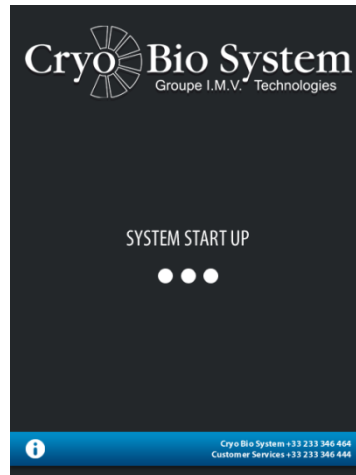 Cryo Bio System
Groupe I.M.V. Technologies
SYSTEM START UP
Cryo Bio System +33 233 346 464
Customer Services +33 233 346 444